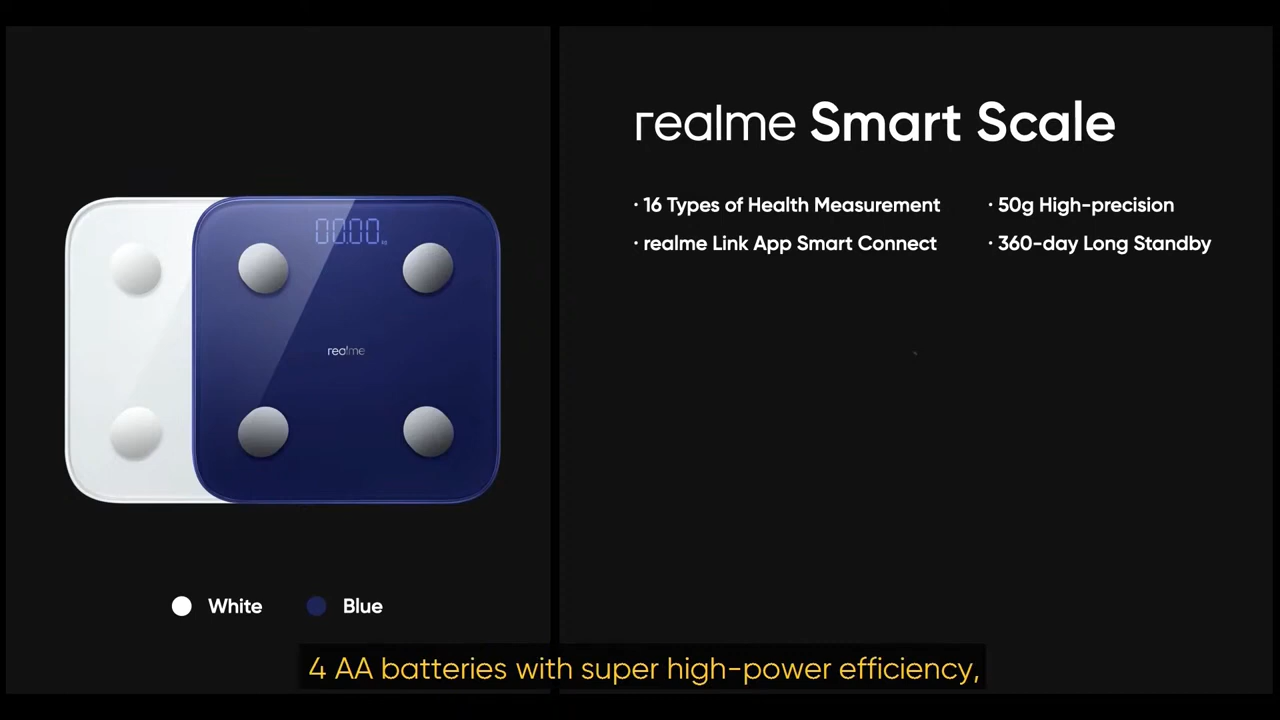 realme Smart Scale
· 16 Types of Health Measurement
· 50g High-precision
· realme Link App Smart Connect
· 360-day Long Standby
00.00
realme
White
Blue
4 AA batteries with super high-power efficiency,